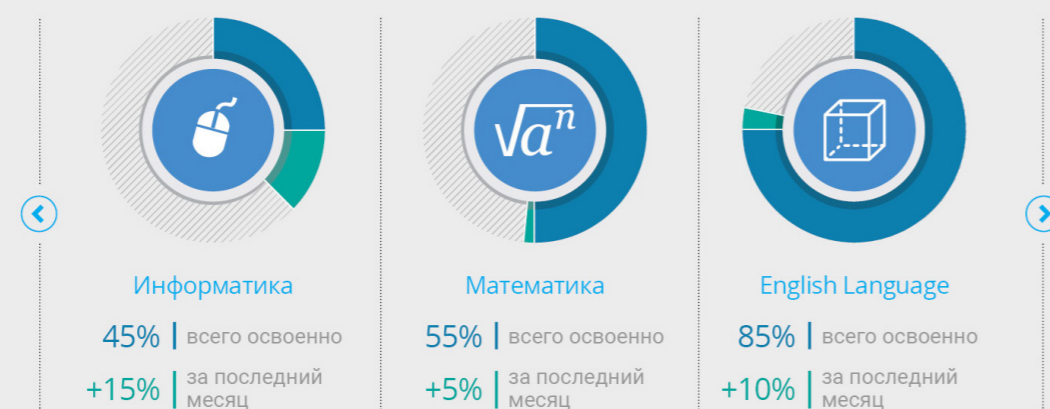 √aⁿ
Информатика
45% всего освоенно
+15% за последний
месяц
Математика
55% всего освоенно
+5% за последний
месяц
English Language
85% всего освоенно
+10% за последний
месяц